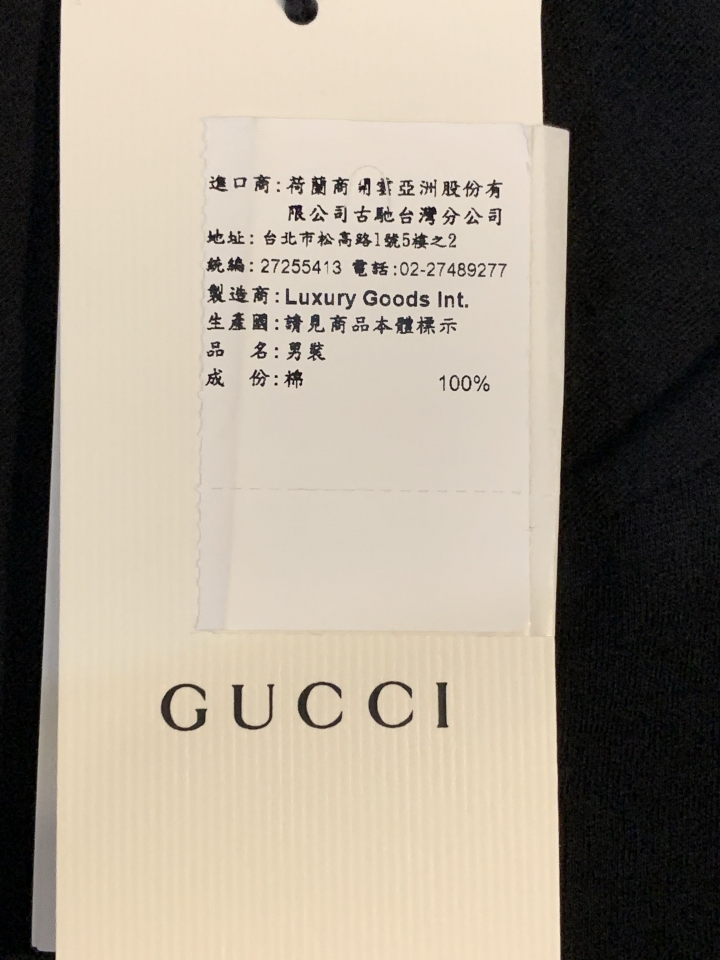 進口商:荷蘭商開雲亞洲股份有
限公司古馳台灣分公司
地址:台北市松高路1號5樓之2
統編:27255413 電話:02-27489277
製造商:Luxury Goods Int.
生產國:請見商品本體標示
品 名:男裝
成 份:棉 100%
GUCCI